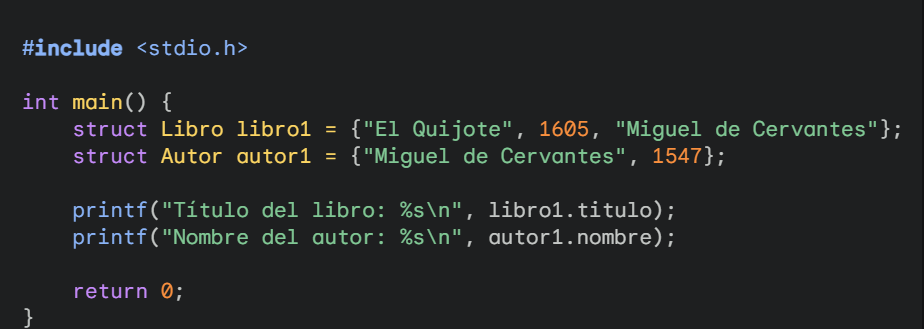 #include <stdio.h>
int main() {
    struct Libro libro1 = {"El Quijote", 1605, "Miguel de Cervantes"};
    struct Autor autor1 = {"Miguel de Cervantes", 1547};
    printf("Título del libro: %s\n", libro1.titulo);
    printf("Nombre del autor: %s\n", autor1.nombre);
    return 0;
}